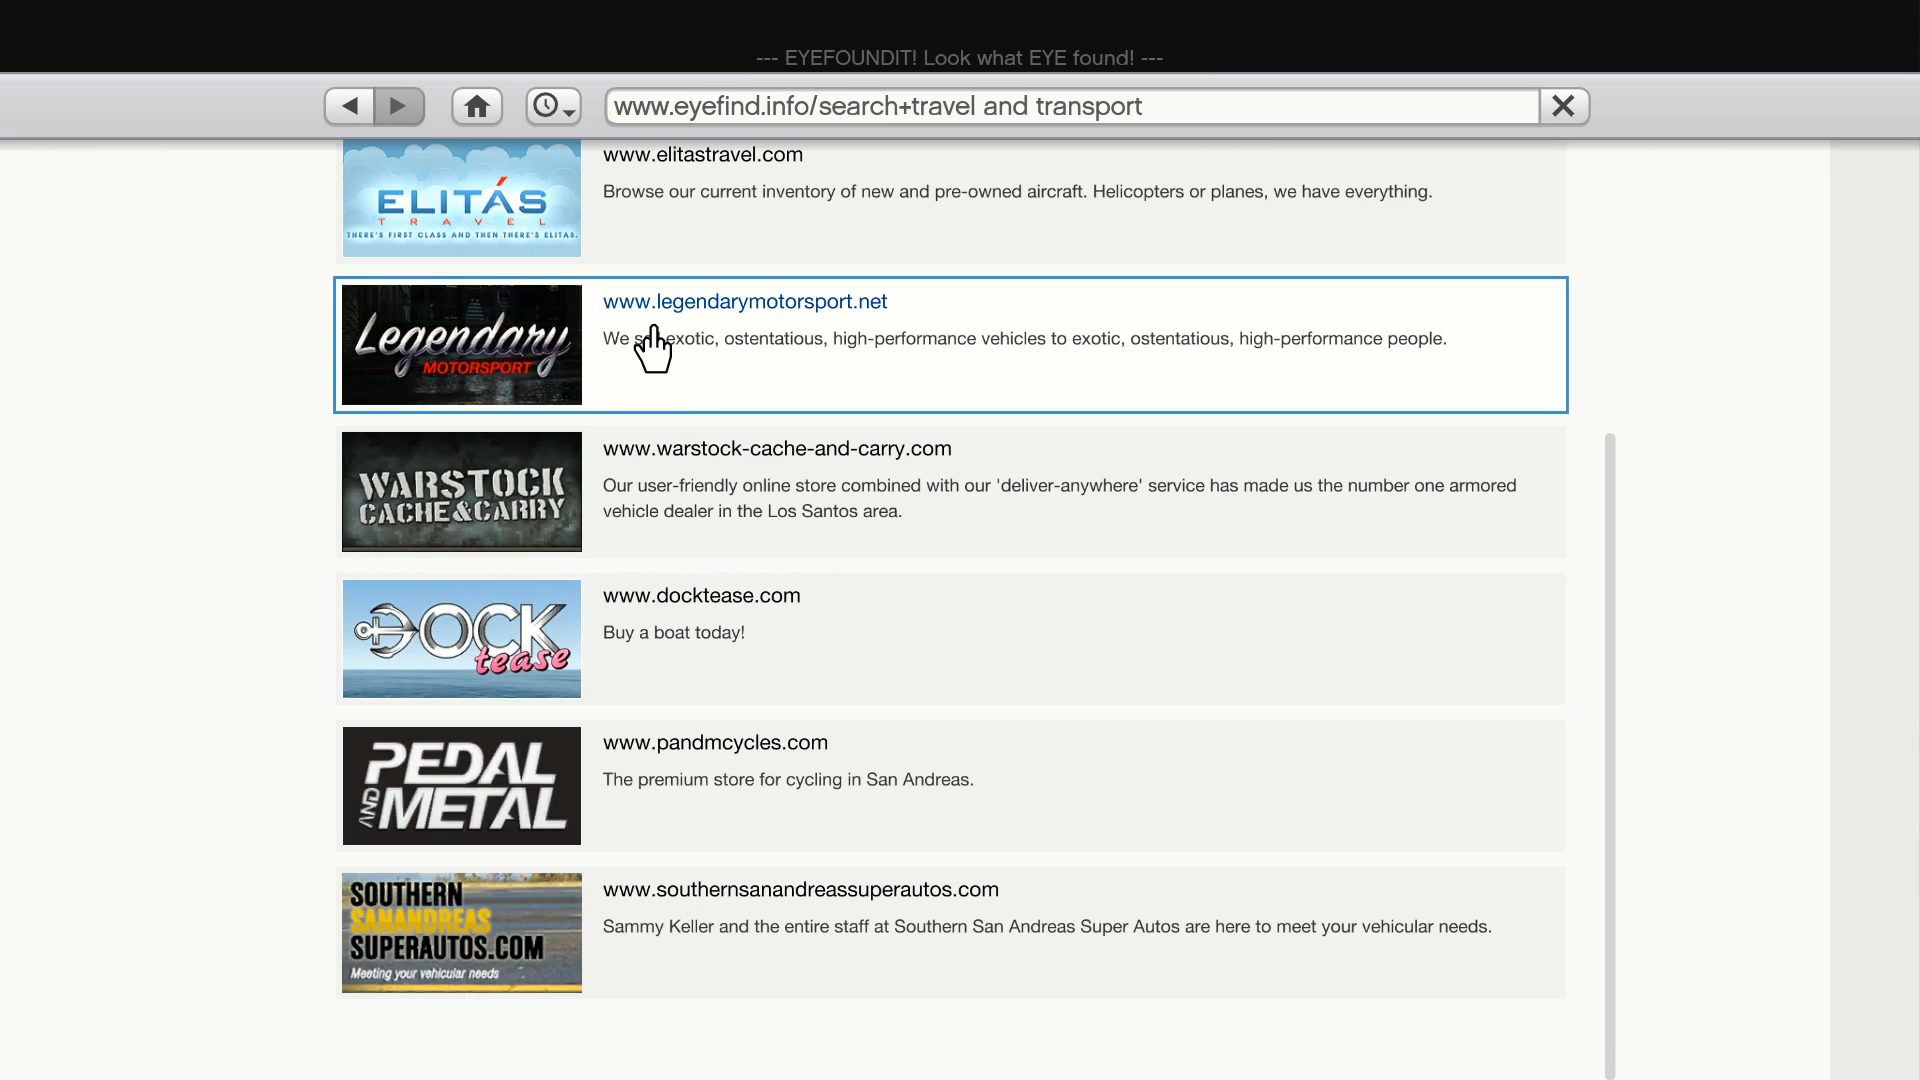 --- EYEFOUNDIT! Look what EYE found! ---
www.eyefind.info/search+travel and transport
www.elitastravel.com
ELITÁS
TRAVEL
THERE'S FIRST CLASS AND THEN THERE'S ELITAS.
Browse our current inventory of new and pre-owned aircraft. Helicopters or planes, we have everything.
www.legendarymotorsport.net
Legendary
MOTORSPORT
We exotic, ostentatious, high-performance vehicles to exotic, ostentatious, high-performance people.
www.warstock-cache-and-carry.com
WARSTOCK
CACHE&CARRY
Our user-friendly online store combined with our 'deliver-anywhere' service has made us the number one armored
vehicle dealer in the Los Santos area.
www.docktease.com
DOCK
tease
Buy a boat today!
www.pandmcycles.com
PEDAL
AND METAL
The premium store for cycling in San Andreas.
www.southernsanandreassuperautos.com
SOUTHERN
SANANDREAS
SUPERAUTOS.COM
Meeting your vehicular needs
Sammy Keller and the entire staff at Southern San Andreas Super Autos are here to meet your vehicular needs.